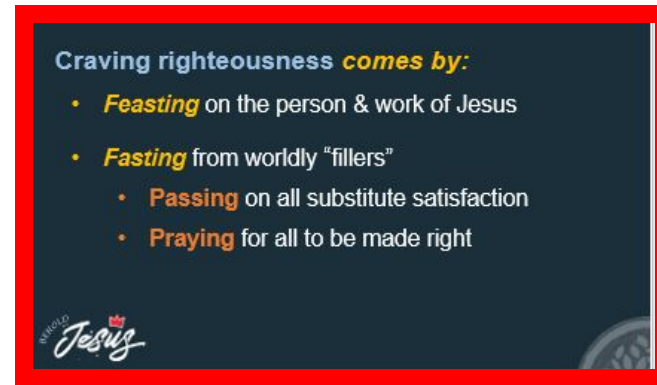 Craving righteousness comes by:
• Feasting on the person & work of Jesus
• Fasting from worldly “fillers”
• Passing on all substitute satisfaction
• Praying for all to be made right
BEHOLD
Jesus